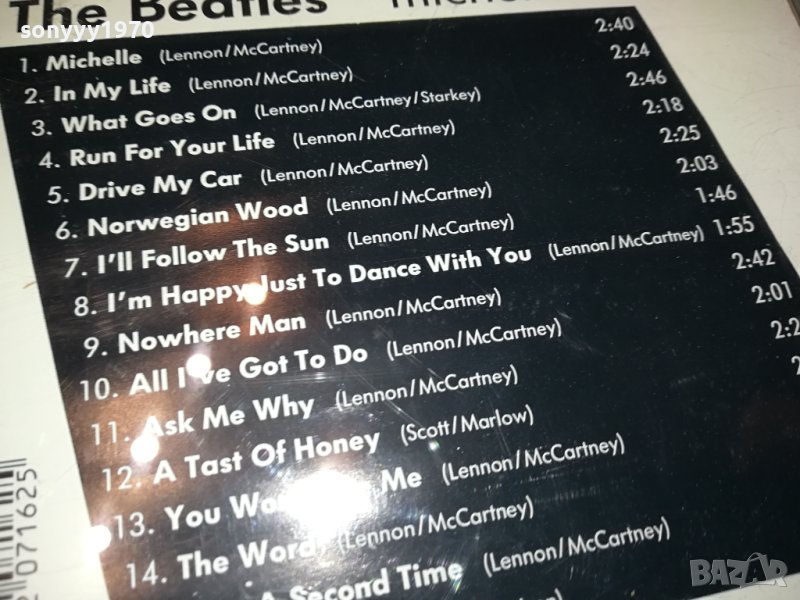 sonyyy1970
The Beatles
1. Michelle (Lennon/McCartney) 2:40
2. In My Life (Lennon/McCartney) 2:24
3. What Goes On (Lennon/McCartney/Starkey) 2:46
4. Run For Your Life (Lennon/McCartney) 2:18
5. Drive My Car (Lennon/McCartney) 2:25
6. Norwegian Wood (Lennon/McCartney) 2:03
7. I'll Follow The Sun (Lennon/McCartney) 1:46
8. I'm Happy Just To Dance With You (Lennon/McCartney) 1:55
9. Nowhere Man (Lennon/McCartney) 2:42
10. All I've Got To Do (Lennon/McCartney) 2:01
11. Ask Me Why (Lennon/McCartney)
12. A Tast Of Honey (Scott/Marlow)
13. You Me (Lennon/McCartney)
14. The Word (Lennon/McCartney)
A Second Time (Lennon/McCartney)
071625
BAZAR